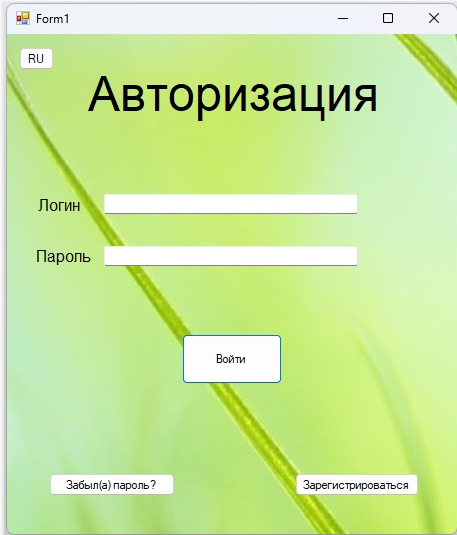 Form1
RU
Авторизация
Логин
Пароль
Войти
Забыл(а) пароль?
Зарегистрироваться